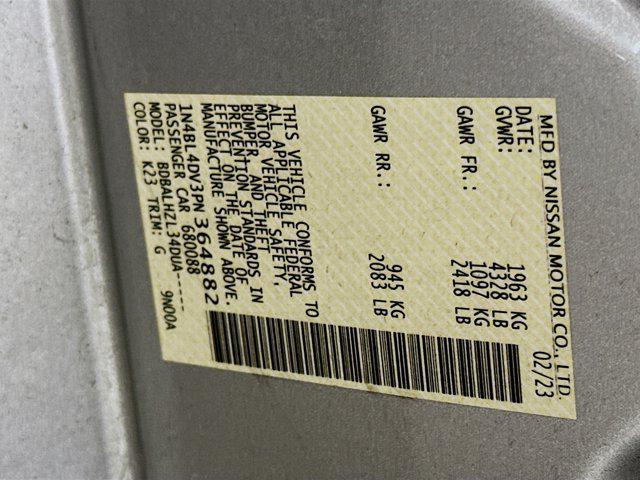 MFD BY NISSAN MOTOR CO., LTD.
DATE: 02/23
GVWR: 1963 KG
4328 LB
GAWR FR.: 1097 KG
2418 LB
GAWR RR.: 945 KG
2083 LB
THIS VEHICLE CONFORMS TO
ALL APPLICABLE FEDERAL
MOTOR VEHICLE SAFETY,
BUMPER, AND THEFT
PREVENTION STANDARDS IN
EFFECT ON THE DATE OF
MANUFACTURE SHOWN ABOVE.
1N4BL4DV3PN364882
PASSENGER CAR 680088
MODEL: BDBALHZL34DUA-----
COLOR: K23 TRIM: G 9N00A